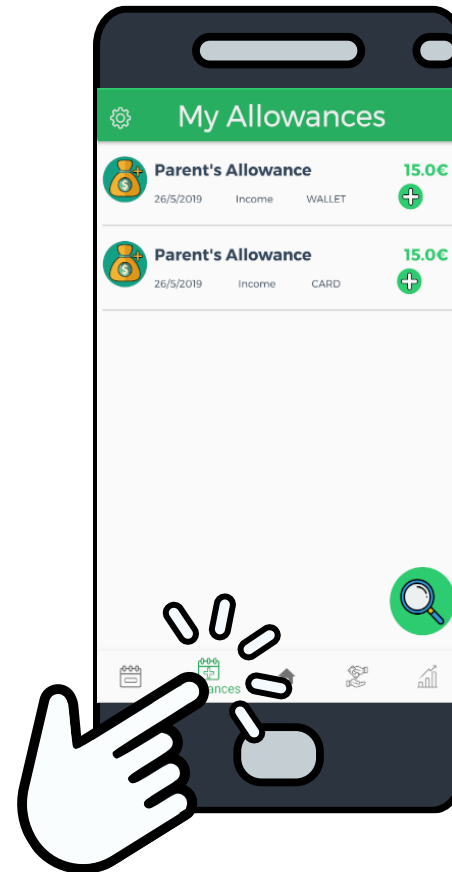 My Allowances
Parent's Allowance 15.0€
26/5/2019 Income WALLET
Parent's Allowance 15.0€
26/5/2019 Income CARD
ances